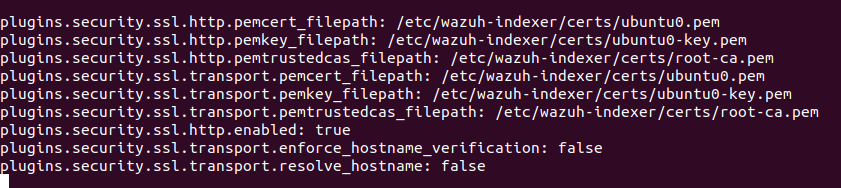 plugins.security.ssl.http.pemcert_filepath: /etc/wazuh-indexer/certs/ubuntu0.pem
plugins.security.ssl.http.pemkey_filepath: /etc/wazuh-indexer/certs/ubuntu0-key.pem
plugins.security.ssl.http.pemtrustedcas_filepath: /etc/wazuh-indexer/certs/root-ca.pem
plugins.security.ssl.transport.pemcert_filepath: /etc/wazuh-indexer/certs/ubuntu0.pem
plugins.security.ssl.transport.pemkey_filepath: /etc/wazuh-indexer/certs/ubuntu0-key.pem
plugins.security.ssl.transport.pemtrustedcas_filepath: /etc/wazuh-indexer/certs/root-ca.pem
plugins.security.ssl.http.enabled: true
plugins.security.ssl.transport.enforce_hostname_verification: false
plugins.security.ssl.transport.resolve_hostname: false